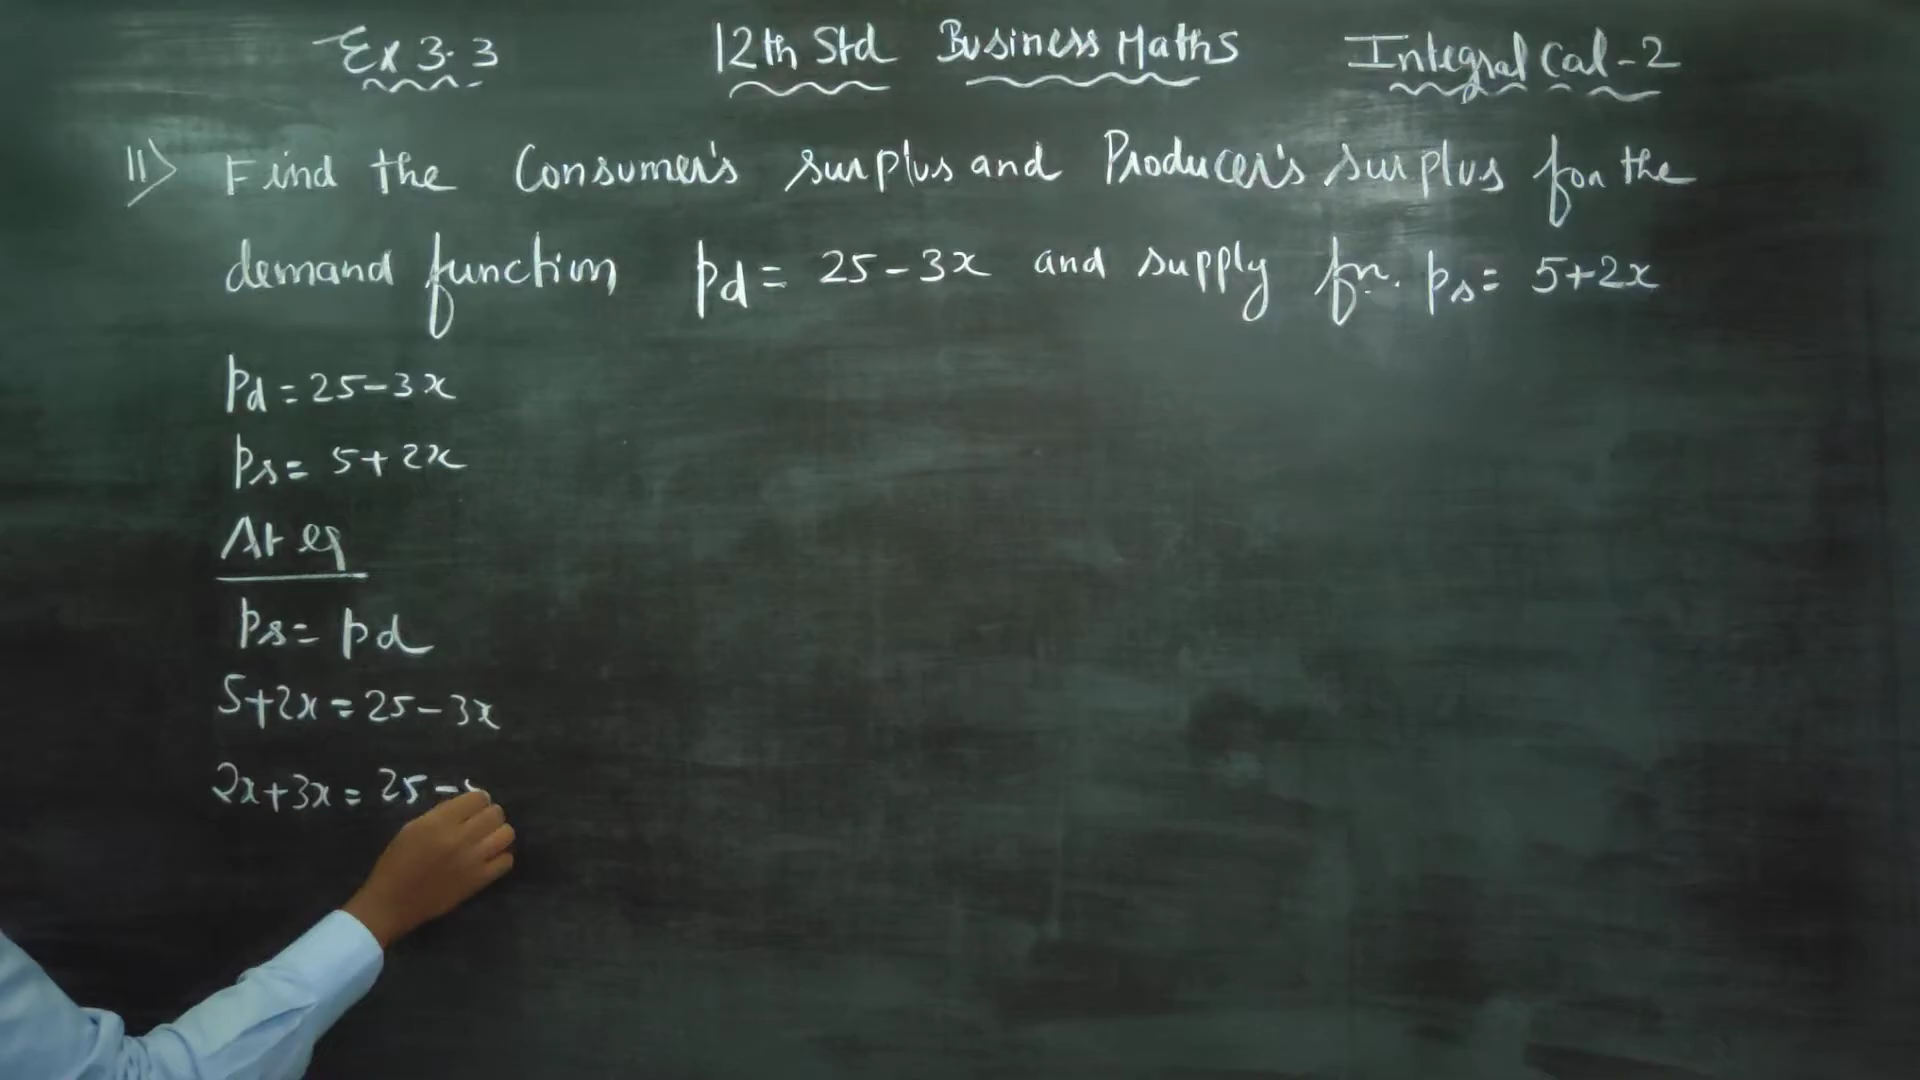 Ex 3.3 12th Std Business Maths Integral Cal-2
11) Find the Consumer's surplus and Producer's surplus for the
demand function pd = 25-3x and supply fn. ps = 5+2x
pd = 25-3x
ps = 5+2x
At eq
ps = pd
5+2x = 25-3x
2x+3x = 25-